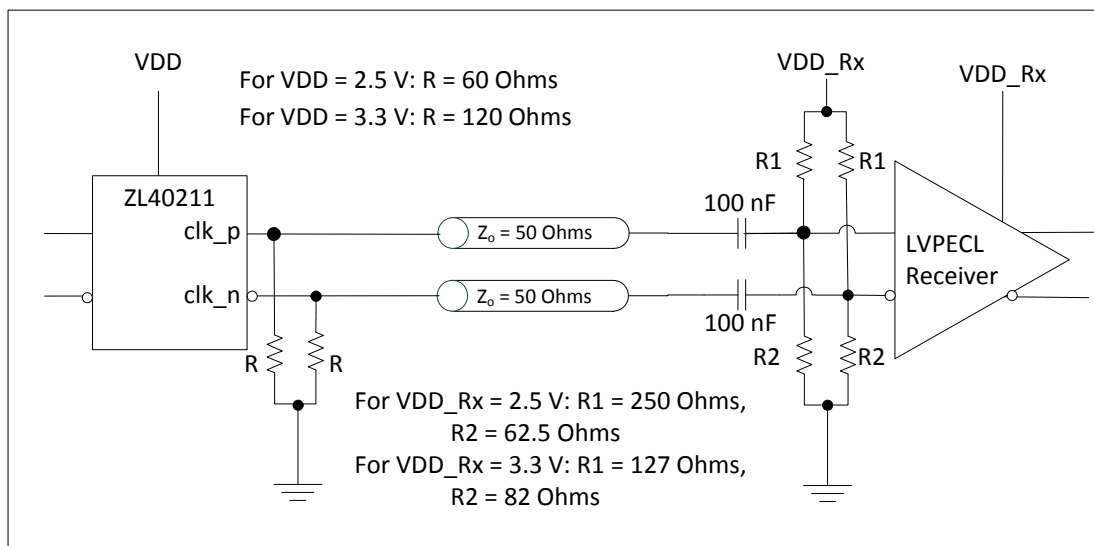 VDD
For VDD = 2.5 V: R = 60 Ohms
For VDD = 3.3 V: R = 120 Ohms
VDD_Rx
VDD_Rx
ZL40211
clk_p
clk_n
R
R
Zo = 50 Ohms
Zo = 50 Ohms
100 nF
100 nF
R1
R1
R2
R2
LVPECL
Receiver
For VDD_Rx = 2.5 V: R1 = 250 Ohms,
R2 = 62.5 Ohms
For VDD_Rx = 3.3 V: R1 = 127 Ohms,
R2 = 82 Ohms